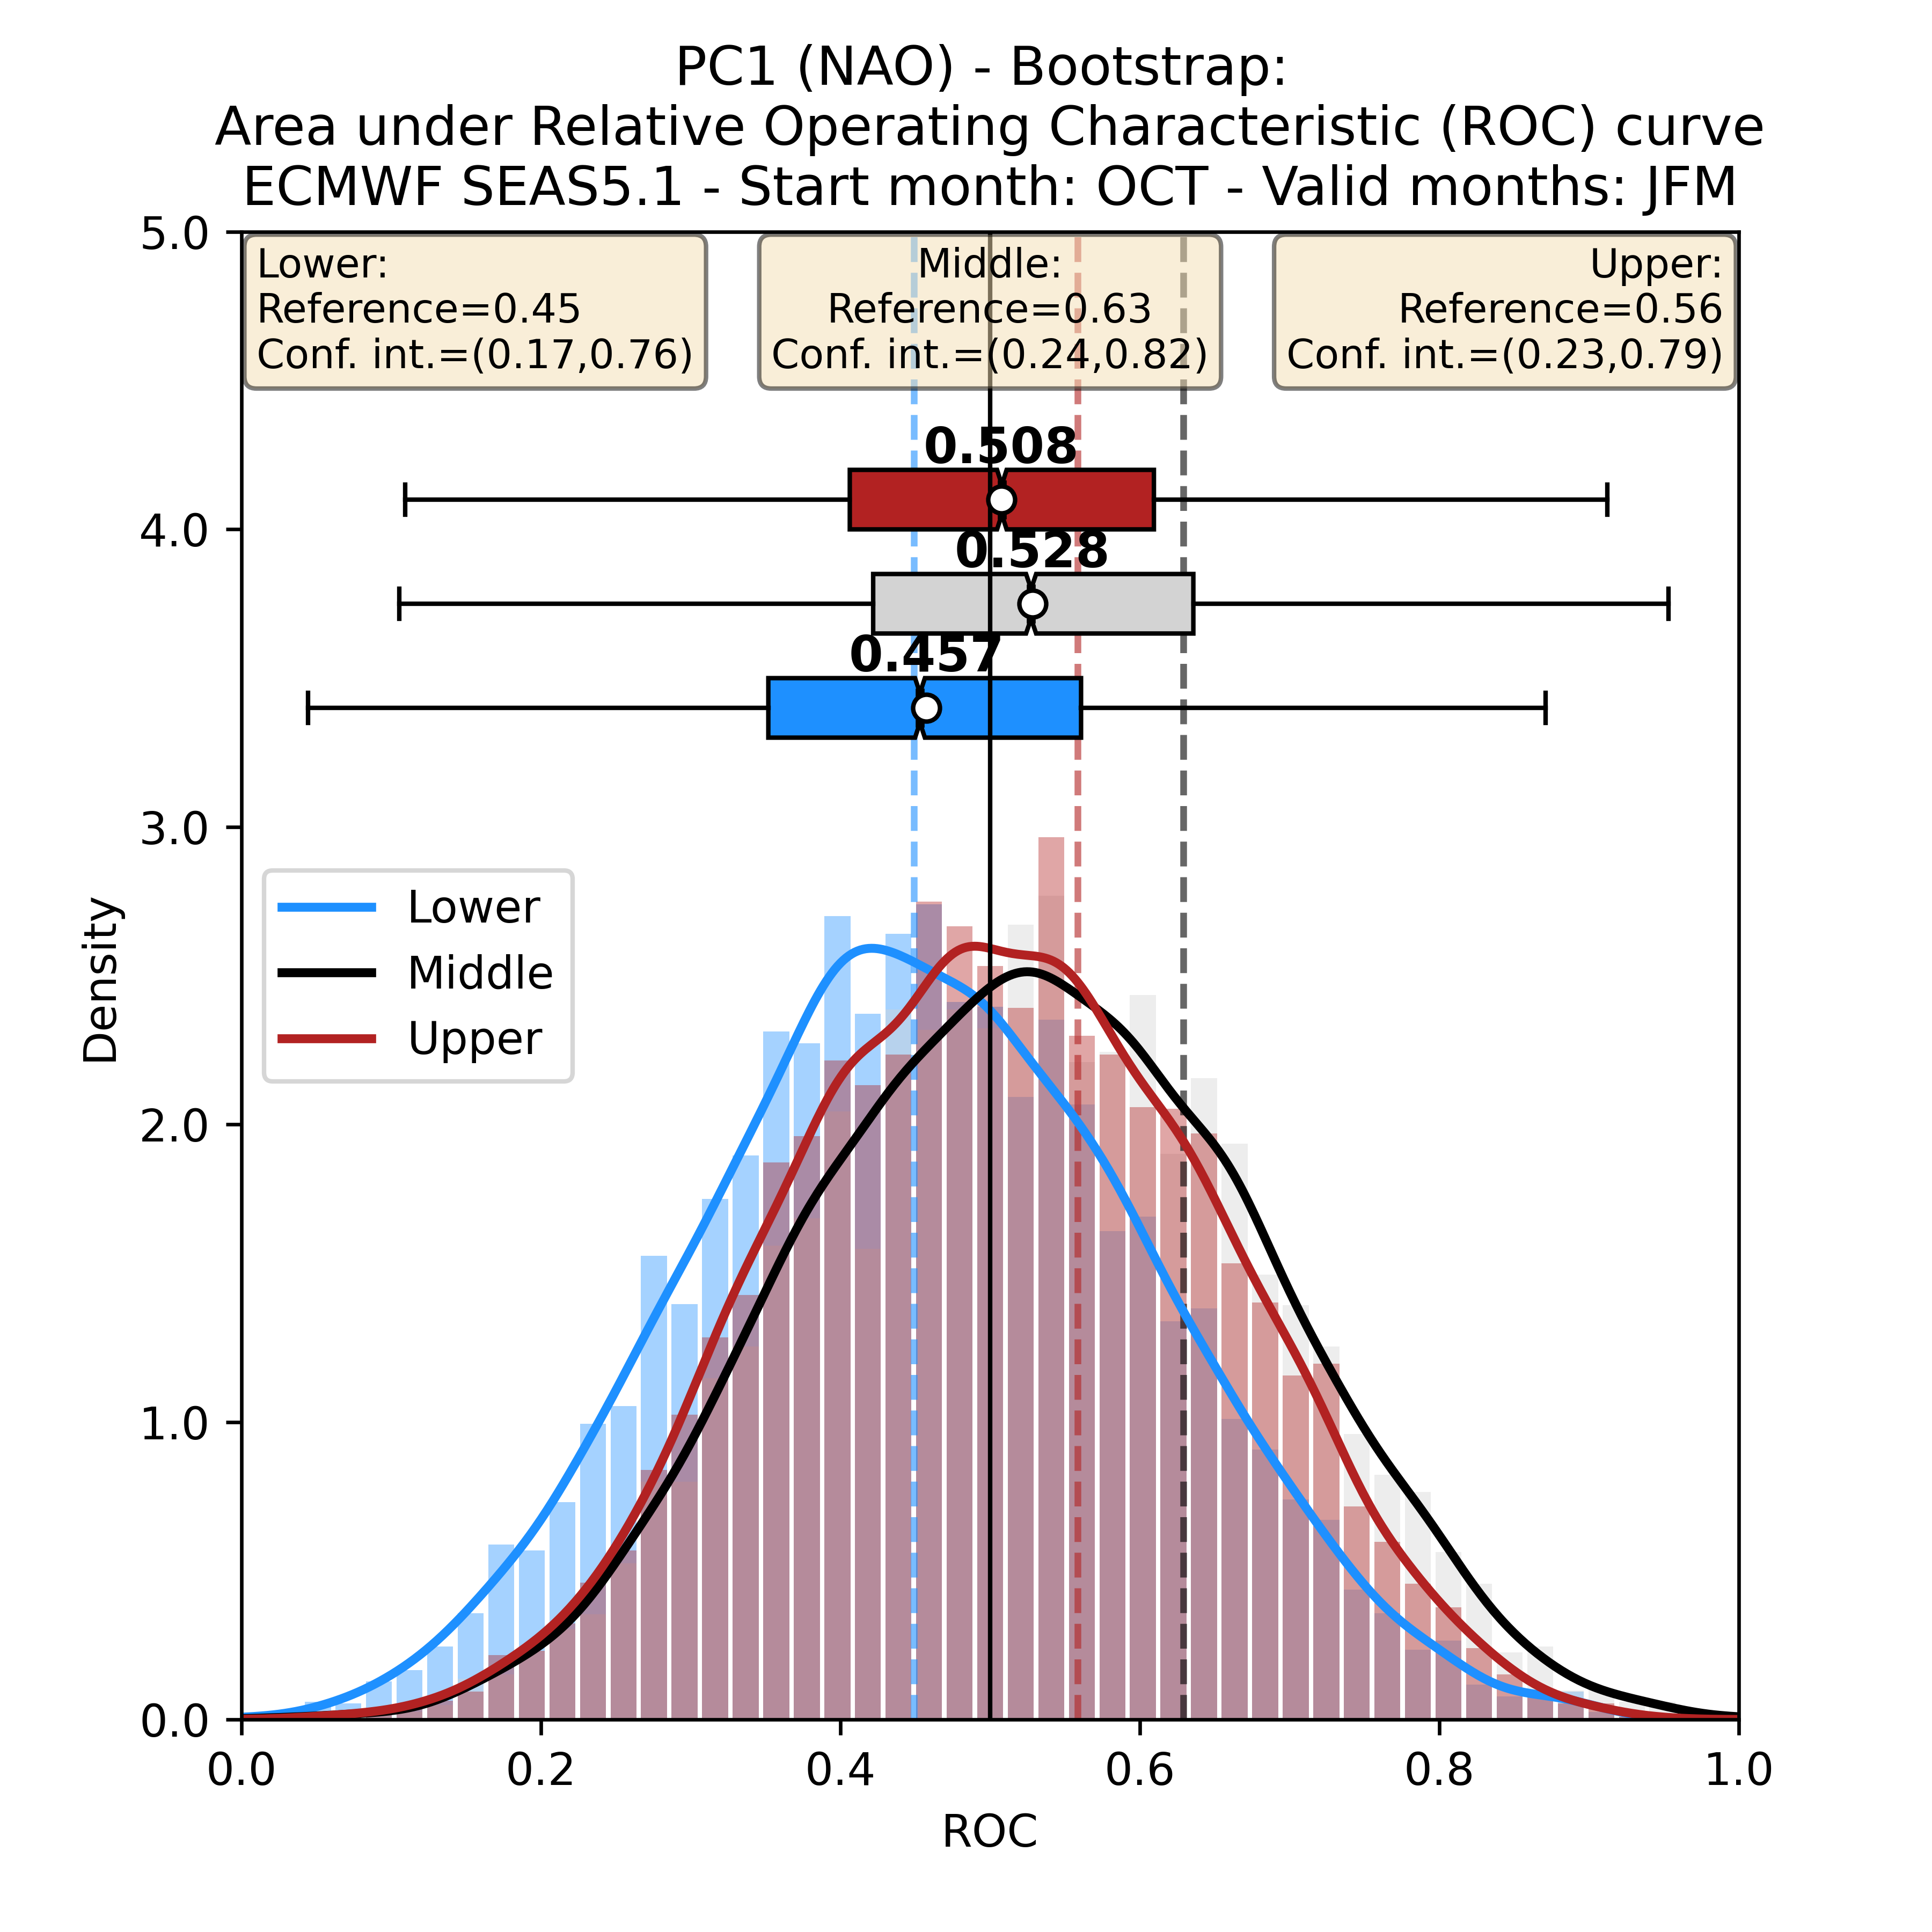 PC1 (NAO) - Bootstrap:
Area under Relative Operating Characteristic (ROC) curve
ECMWF SEAS5.1 - Start month: OCT - Valid months: JFM
Lower:
Reference=0.45
Conf. int.=(0.17,0.76)
Middle:
Reference=0.63
Conf. int.=(0.24,0.82)
Upper:
Reference=0.56
Conf. int.=(0.23,0.79)
0.508
0.528
0.457
Lower
Middle
Upper
Density
5.0
4.0
3.0
2.0
1.0
0.0
0.0
0.2
0.4
0.6
0.8
1.0
ROC